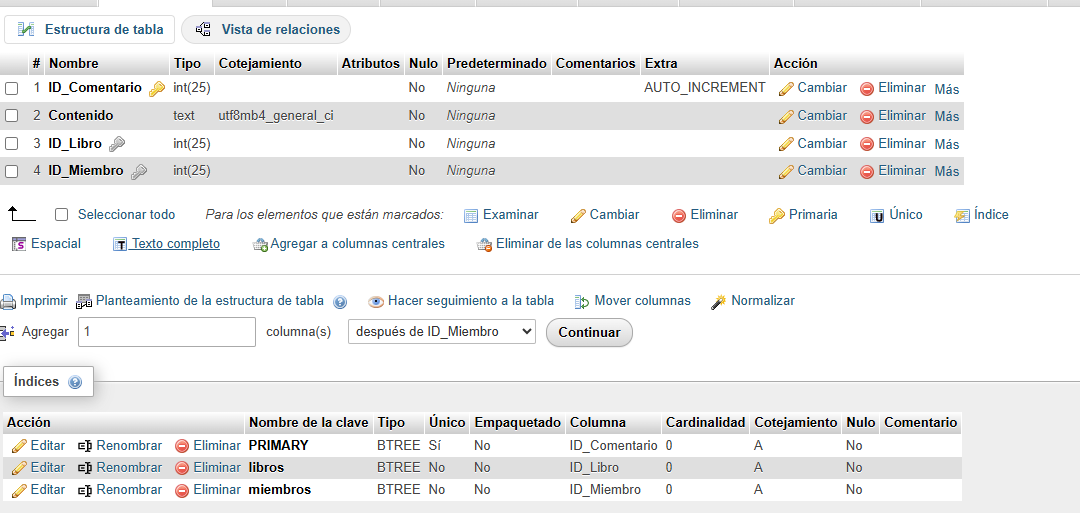 Estructura de tabla Vista de relaciones
# Nombre Tipo Cotejamiento Atributos Nulo Predeterminado Comentarios Extra Acción
1 ID_Comentario int(25) No Ninguna AUTO_INCREMENT Cambiar Eliminar Más
2 Contenido text utf8mb4_general_ci No Ninguna Cambiar Eliminar Más
3 ID_Libro int(25) No Ninguna Cambiar Eliminar Más
4 ID_Miembro int(25) No Ninguna Cambiar Eliminar Más
Seleccionar todo Para los elementos que están marcados: Examinar Cambiar Eliminar Primaria Único Índice
Espacial Texto completo Agregar a columnas centrales Eliminar de las columnas centrales
Imprimir Planteamiento de la estructura de tabla Hacer seguimiento a la tabla Mover columnas Normalizar
Agregar 1 columna(s) después de ID_Miembro Continuar
Índices
Acción Nombre de la clave Tipo Único Empaquetado Columna Cardinalidad Cotejamiento Nulo Comentario
Editar Renombrar Eliminar PRIMARY BTREE Sí No ID_Comentario 0 A No
Editar Renombrar Eliminar libros BTREE No No ID_Libro 0 A No
Editar Renombrar Eliminar miembros BTREE No No ID_Miembro 0 A No